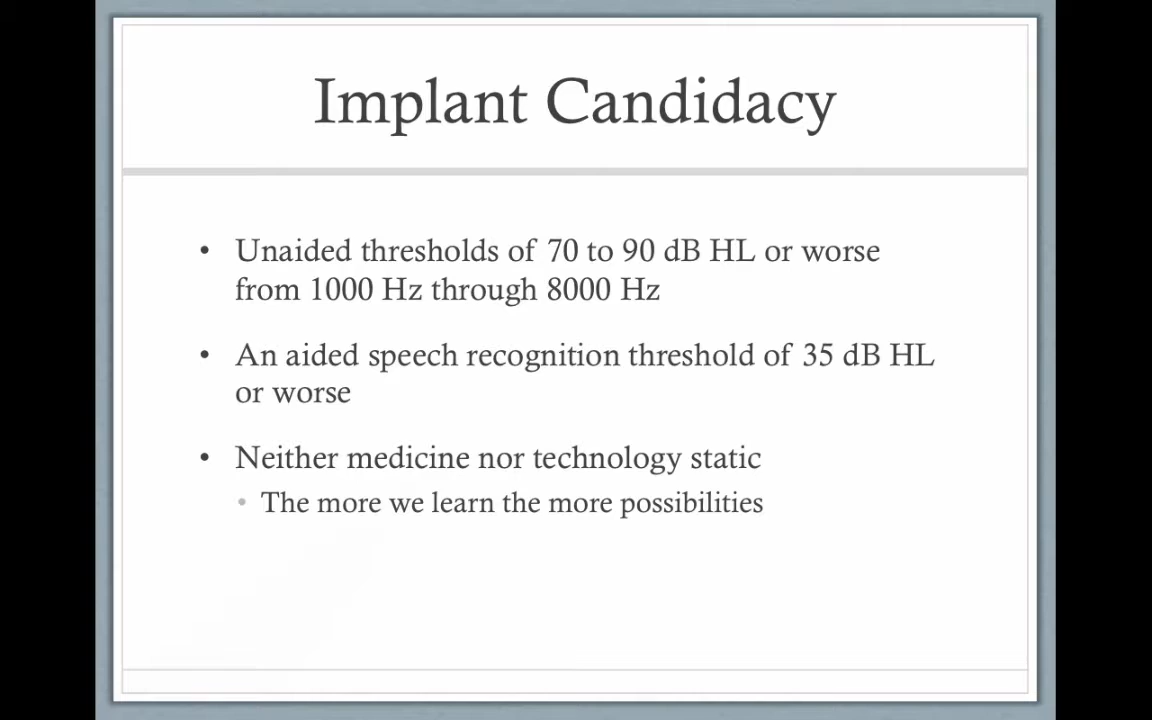 Implant Candidacy
• Unaided thresholds of 70 to 90 dB HL or worse
from 1000 Hz through 8000 Hz
• An aided speech recognition threshold of 35 dB HL
or worse
• Neither medicine nor technology static
• The more we learn the more possibilities